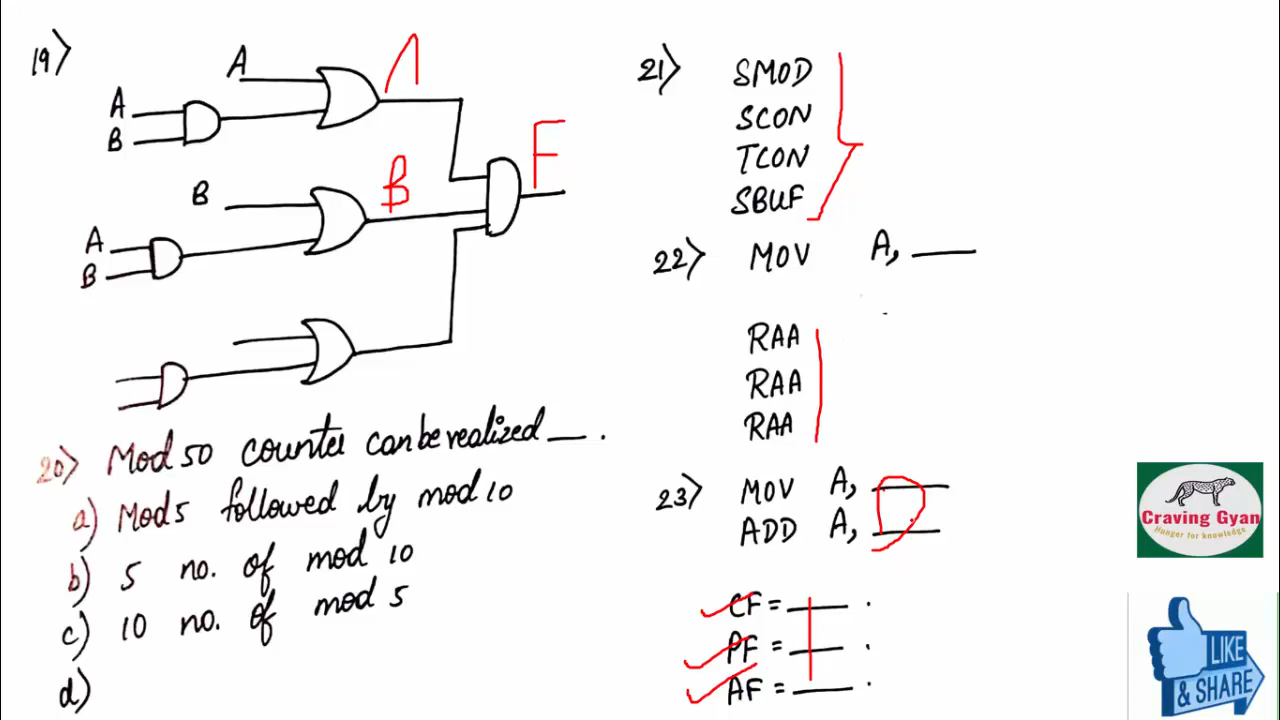 19)
A
A
B
B
A
B
A
B
F
20) Mod 50 counter can be realized ___ .
a) Mod 5 followed by mod 10
b) 5 no. of mod 10
c) 10 no. of mod 5
d)
21) SMOD
SCON
TCON
SBUF
22) MOV A, ___
RAA
RAA
RAA
23) MOV A, ___
ADD A, ___
CF = ___ .
PF = ___ .
AF = ___ .
Craving Gyan
Hunger for knowledge
LIKE
& SHARE